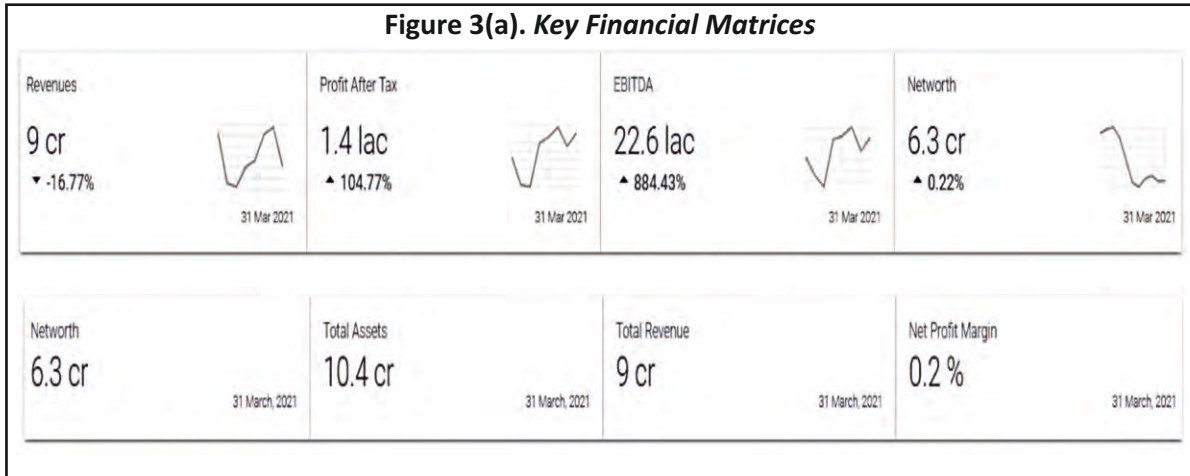 Figure 3(a). Key Financial Matrices
Revenues
9 cr
▼ -16.77%
31 Mar 2021
Profit After Tax
1.4 lac
▲ 104.77%
31 Mar 2021
EBITDA
22.6 lac
▲ 884.43%
31 Mar 2021
Networth
6.3 cr
▲ 0.22%
31 Mar 2021
Networth
6.3 cr
31 March, 2021
Total Assets
10.4 cr
31 March, 2021
Total Revenue
9 cr
31 March, 2021
Net Profit Margin
0.2 %
31 March, 2021